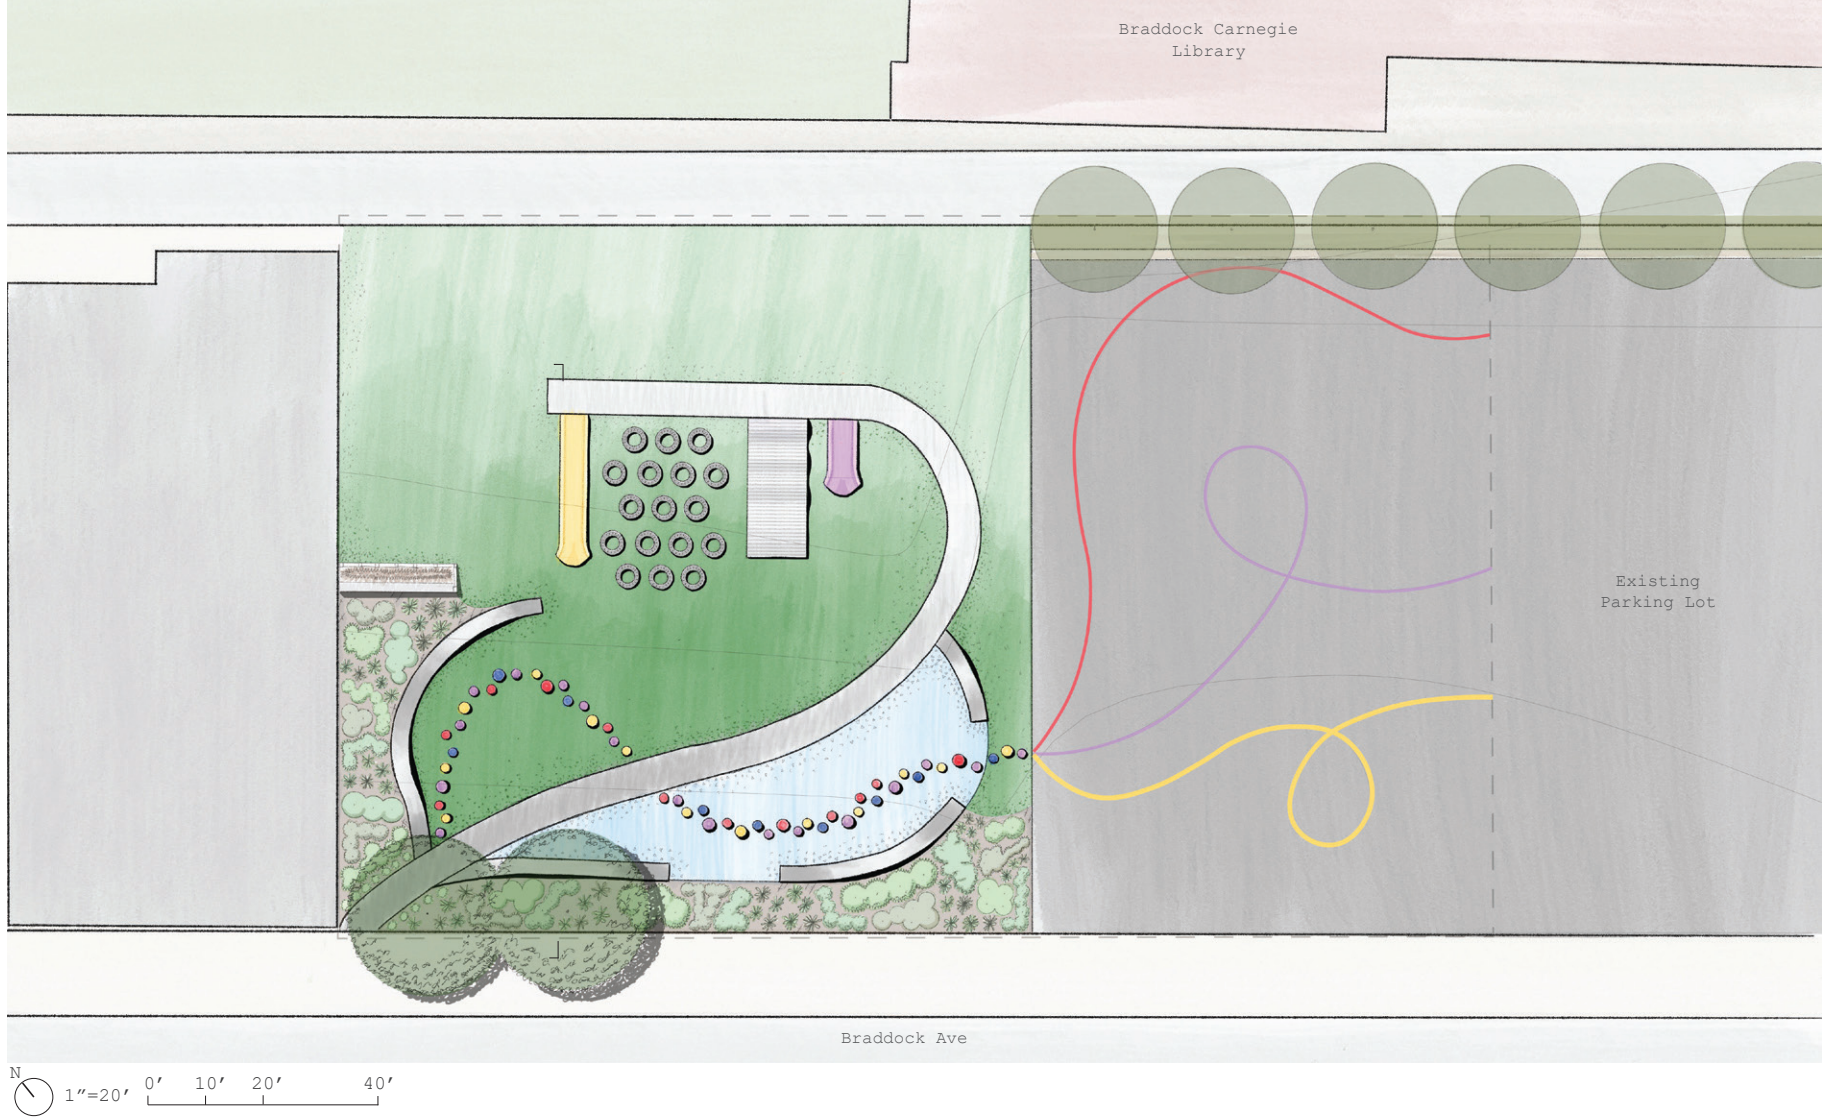 Braddock Carnegie
Library
Existing
Parking Lot
Braddock Ave
N
1"=20' 0' 10' 20' 40'